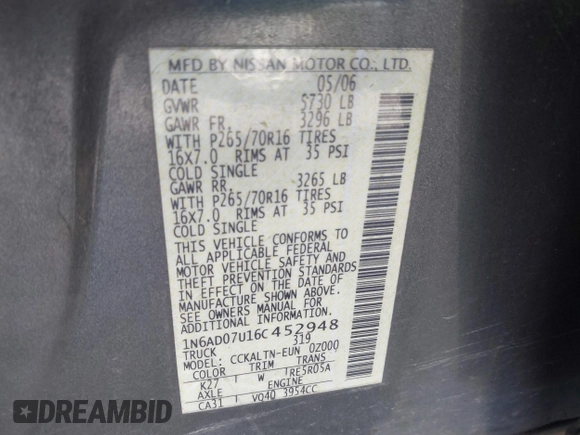 MFD BY NISSAN MOTOR CO., LTD.
DATE 05/06
GVWR 5730 LB
GAWR FR. 3296 LB
WITH P265/70R16 TIRES
16x7.0 RIMS AT 35 PSI
COLD SINGLE
GAWR RR. 3265 LB
WITH P265/70R16 TIRES
16x7.0 RIMS AT 35 PSI
COLD SINGLE
THIS VEHICLE CONFORMS TO
ALL APPLICABLE FEDERAL
MOTOR VEHICLE SAFETY AND
THEFT PREVENTION STANDARDS
IN EFFECT ON THE DATE OF
MANUFACTURE SHOWN ABOVE.
SEE OWNERS MANUAL FOR
ADDITIONAL INFORMATION.
1N6AD07U16C452948
TRUCK 319
MODEL: CCKALTN-EUN 0Z000
COLOR TRIM TRANS
K27 W RE5R05A
AXLE ENGINE
CA31 VQ40 3954CC
DREAMBID